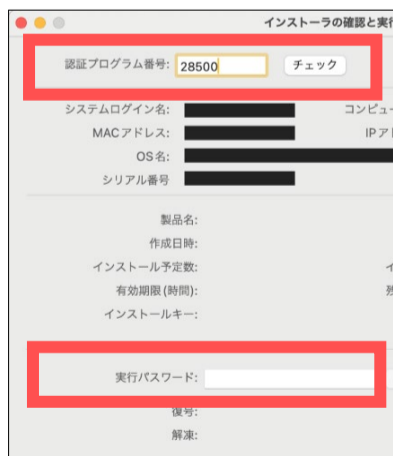 インストーラの確認と実行
認証プログラム番号: 28500 チェック
システムログイン名: コンピュー
MACアドレス: IPアド
OS名:
シリアル番号
製品名:
作成日時:
インストール予定数:
有効期限(時間):
インストールキー:
実行パスワード:
復号:
解凍: